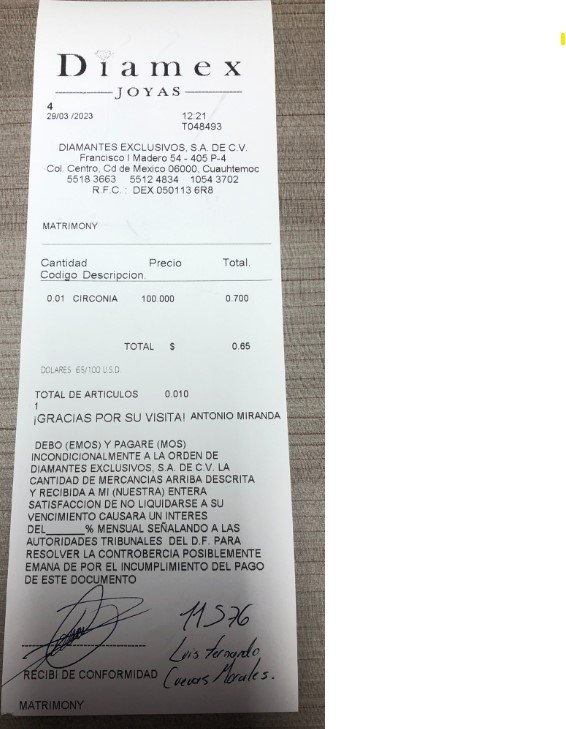 Diamex
JOYAS
4
29/03 /2023 12:21
T048493
DIAMANTES EXCLUSIVOS, S.A. DE C.V.
Francisco I Madero 54 - 405 P-4
Col. Centro, Cd de Mexico 06000, Cuauhtemoc
5518 3663 5512 4834 1054 3702
R.F.C. : DEX 050113 6R8
MATRIMONY
Cantidad Precio Total.
Codigo Descripcion.
0.01 CIRCONIA 100.000 0.700
TOTAL $ 0.65
DOLARES 65/100 U.S.D.
TOTAL DE ARTICULOS 0.010
1
¡GRACIAS POR SU VISITA! ANTONIO MIRANDA
DEBO (EMOS) Y PAGARE (MOS)
INCONDICIONALMENTE A LA ORDEN DE
DIAMANTES EXCLUSIVOS, S.A. DE C.V. LA
CANTIDAD DE MERCANCIAS ARRIBA DESCRITA
Y RECIBIDA A MI (NUESTRA) ENTERA
SATISFACCION DE NO LIQUIDARSE A SU
VENCIMIENTO CAUSARA UN INTERES
DEL______% MENSUAL SEÑALANDO A LAS
AUTORIDADES TRIBUNALES DEL D.F. PARA
RESOLVER LA CONTROBERCIA POSIBLEMENTE
EMANA DE POR EL INCUMPLIMIENTO DEL PAGO
DE ESTE DOCUMENTO
11576
Luis Fernando
Cuevas Morales.
RECIBI DE CONFORMIDAD
MATRIMONY